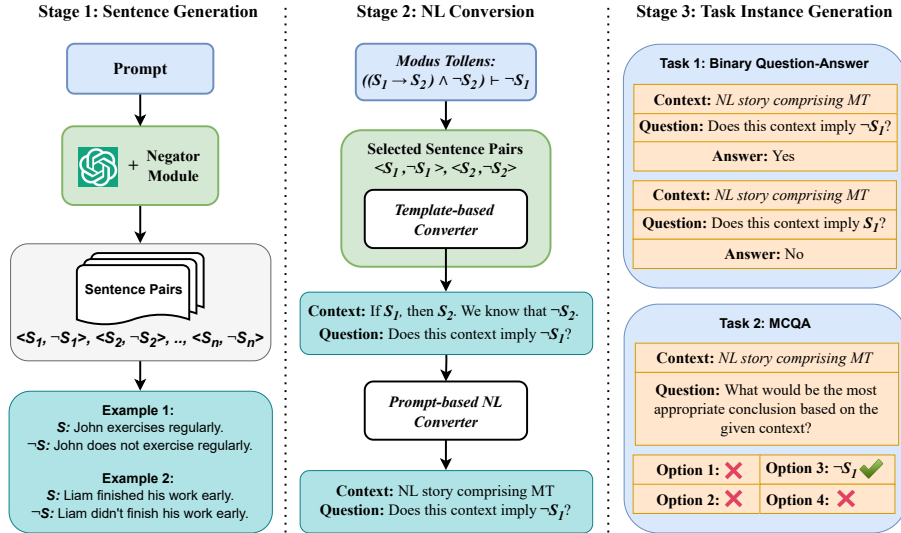 Stage 1: Sentence Generation
Prompt
+ Negator
Module
Sentence Pairs
<S1, ¬S1>, <S2, ¬S2>, .., <Sn, ¬Sn>
Example 1:
S: John exercises regularly.
¬S: John does not exercise regularly.
Example 2:
S: Liam finished his work early.
¬S: Liam didn't finish his work early.
Stage 2: NL Conversion
Modus Tollens:
((S1 → S2) ∧ ¬S2) ⊢ ¬S1
Selected Sentence Pairs
<S1 ,¬S1>, <S2 ,¬S2>
Template-based
Converter
Context: If S1, then S2. We know that ¬S2.
Question: Does this context imply ¬S1?
Prompt-based NL
Converter
Context: NL story comprising MT
Question: Does this context imply ¬S1?
Stage 3: Task Instance Generation
Task 1: Binary Question-Answer
Context: NL story comprising MT
Question: Does this context imply ¬S1?
Answer: Yes
Context: NL story comprising MT
Question: Does this context imply S1?
Answer: No
Task 2: MCQA
Context: NL story comprising MT
Question: What would be the most
appropriate conclusion based on the
given context?
Option 1: ❌ Option 3: ¬S1 ✔
Option 2: ❌ Option 4: ❌